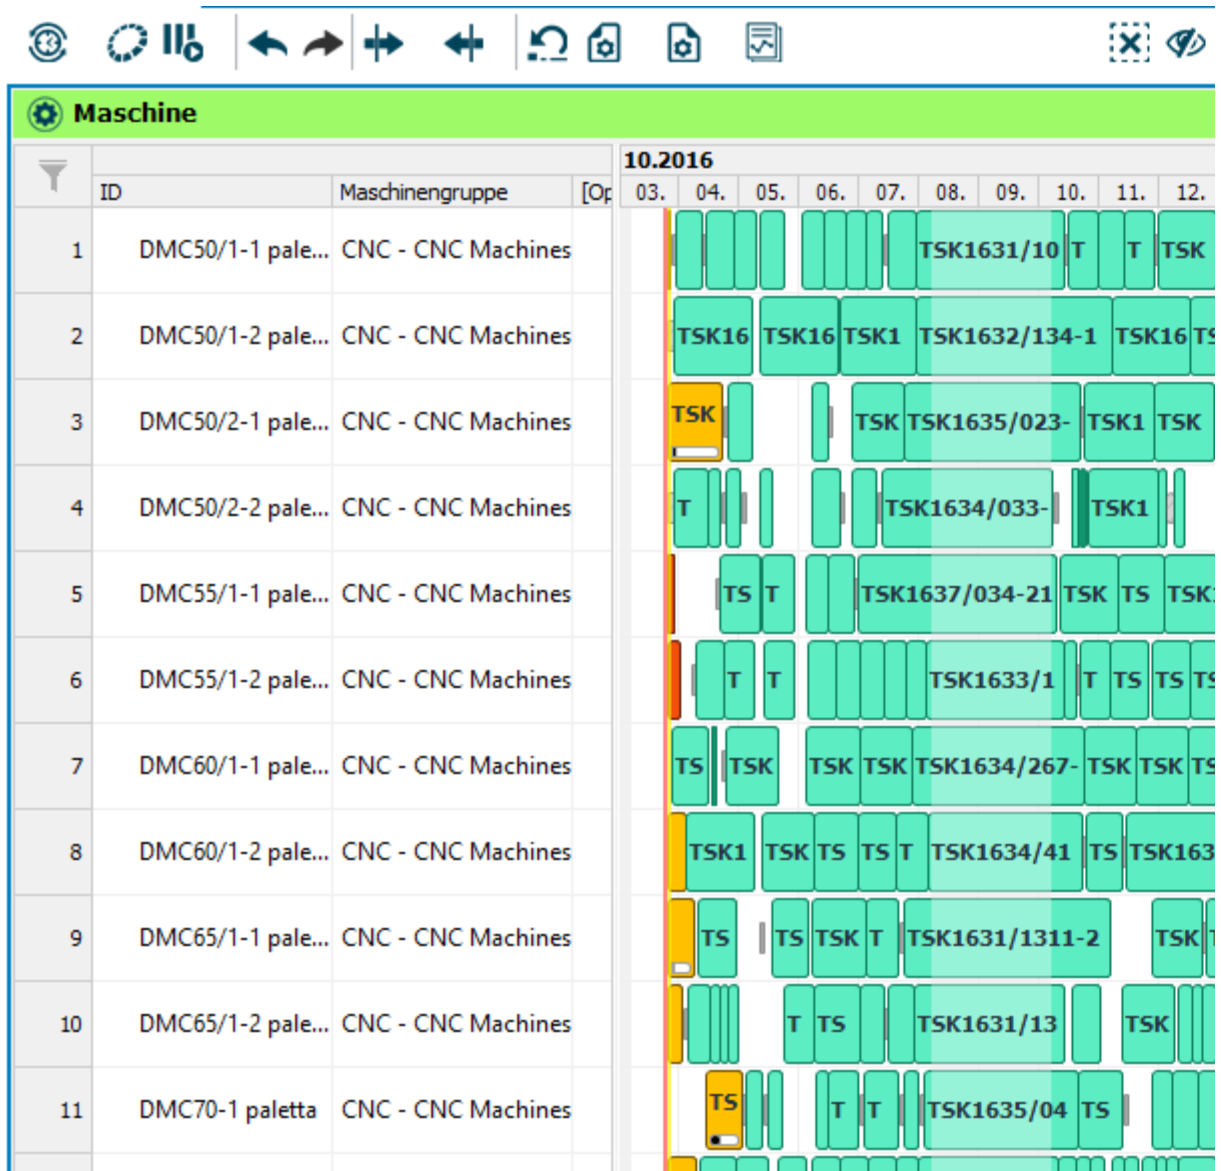 Maschine
10.2016
ID Maschinengruppe [Op 03. 04. 05. 06. 07. 08. 09. 10. 11. 12.
1 DMC50/1-1 pale... CNC - CNC Machines TSK1631/10 T T TSK
2 DMC50/1-2 pale... CNC - CNC Machines TSK16 TSK16 TSK1 TSK1632/134-1 TSK16 TS
3 DMC50/2-1 pale... CNC - CNC Machines TSK TSK TSK1635/023- TSK1 TSK
4 DMC50/2-2 pale... CNC - CNC Machines T TSK1634/033- TSK1
5 DMC55/1-1 pale... CNC - CNC Machines TS T TSK1637/034-21 TSK TS TSK
6 DMC55/1-2 pale... CNC - CNC Machines T T TSK1633/1 T TS TS TS
7 DMC60/1-1 pale... CNC - CNC Machines TS TSK TSK TSK TSK1634/267- TSK TSK TS
8 DMC60/1-2 pale... CNC - CNC Machines TSK1 TSK TS TS T TSK1634/41 TS TSK163
9 DMC65/1-1 pale... CNC - CNC Machines TS TS TSK T TSK1631/1311-2 TSK T
10 DMC65/1-2 pale... CNC - CNC Machines T TS TSK1631/13 TSK
11 DMC70-1 paletta CNC - CNC Machines TS T T TSK1635/04 TS